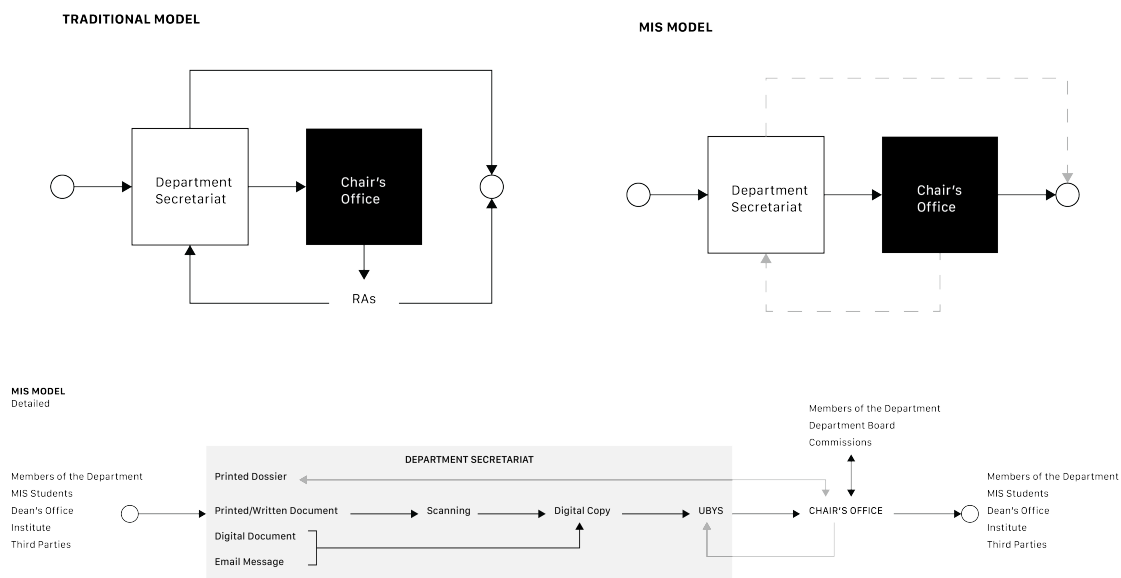 TRADITIONAL MODEL
MIS MODEL
Department
Secretariat
Chair's
Office
RAs
Department
Secretariat
Chair's
Office
MIS MODEL
Detailed
Members of the Department
Department Board
Commissions
DEPARTMENT SECRETARIAT
Members of the Department
MIS Students
Dean's Office
Institute
Third Parties
Printed Dossier
Printed/Written Document
Scanning
Digital Copy
UBYS
CHAIR'S OFFICE
Digital Document
Email Message
Members of the Department
MIS Students
Dean's Office
Institute
Third Parties